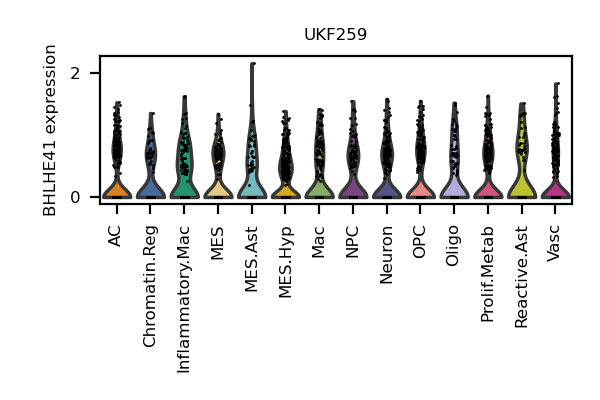 UKF259
BHLHE41 expression
2
0
AC
Chromatin.Reg
Inflammatory.Mac
MES
MES.Ast
MES.Hyp
Mac
NPC
Neuron
OPC
Oligo
Prolif.Metab
Reactive.Ast
Vasc